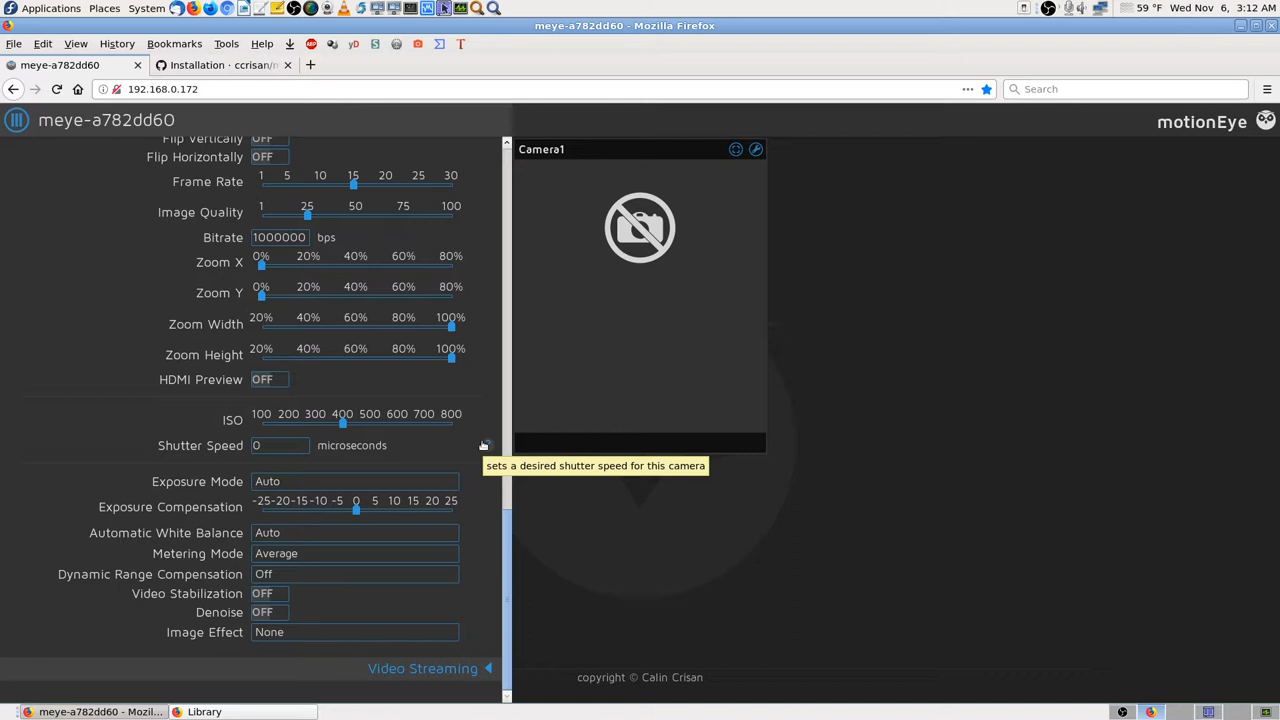 Applications Places System 59 °F Wed Nov 6, 3:12 AM
meye-a782dd60 - Mozilla Firefox
File Edit View History Bookmarks Tools Help
meye-a782dd60 Installation · ccrisan/m
192.168.0.172 Search
meye-a782dd60 motionEye
Flip Vertically OFF
Camera1
Flip Horizontally OFF
Frame Rate 1 5 10 15 20 25 30
Image Quality 1 25 50 75 100
Bitrate 1000000 bps
Zoom X 0% 20% 40% 60% 80%
Zoom Y 0% 20% 40% 60% 80%
Zoom Width 20% 40% 60% 80% 100%
Zoom Height 20% 40% 60% 80% 100%
HDMI Preview OFF
ISO 100 200 300 400 500 600 700 800
Shutter Speed 0 microseconds
sets a desired shutter speed for this camera
Exposure Mode Auto
Exposure Compensation -25 -20 -15 -10 -5 0 5 10 15 20 25
Automatic White Balance Auto
Metering Mode Average
Dynamic Range Compensation Off
Video Stabilization OFF
Denoise OFF
Image Effect None
Video Streaming
copyright © Calin Crisan
meye-a782dd60 - Mozil... Library